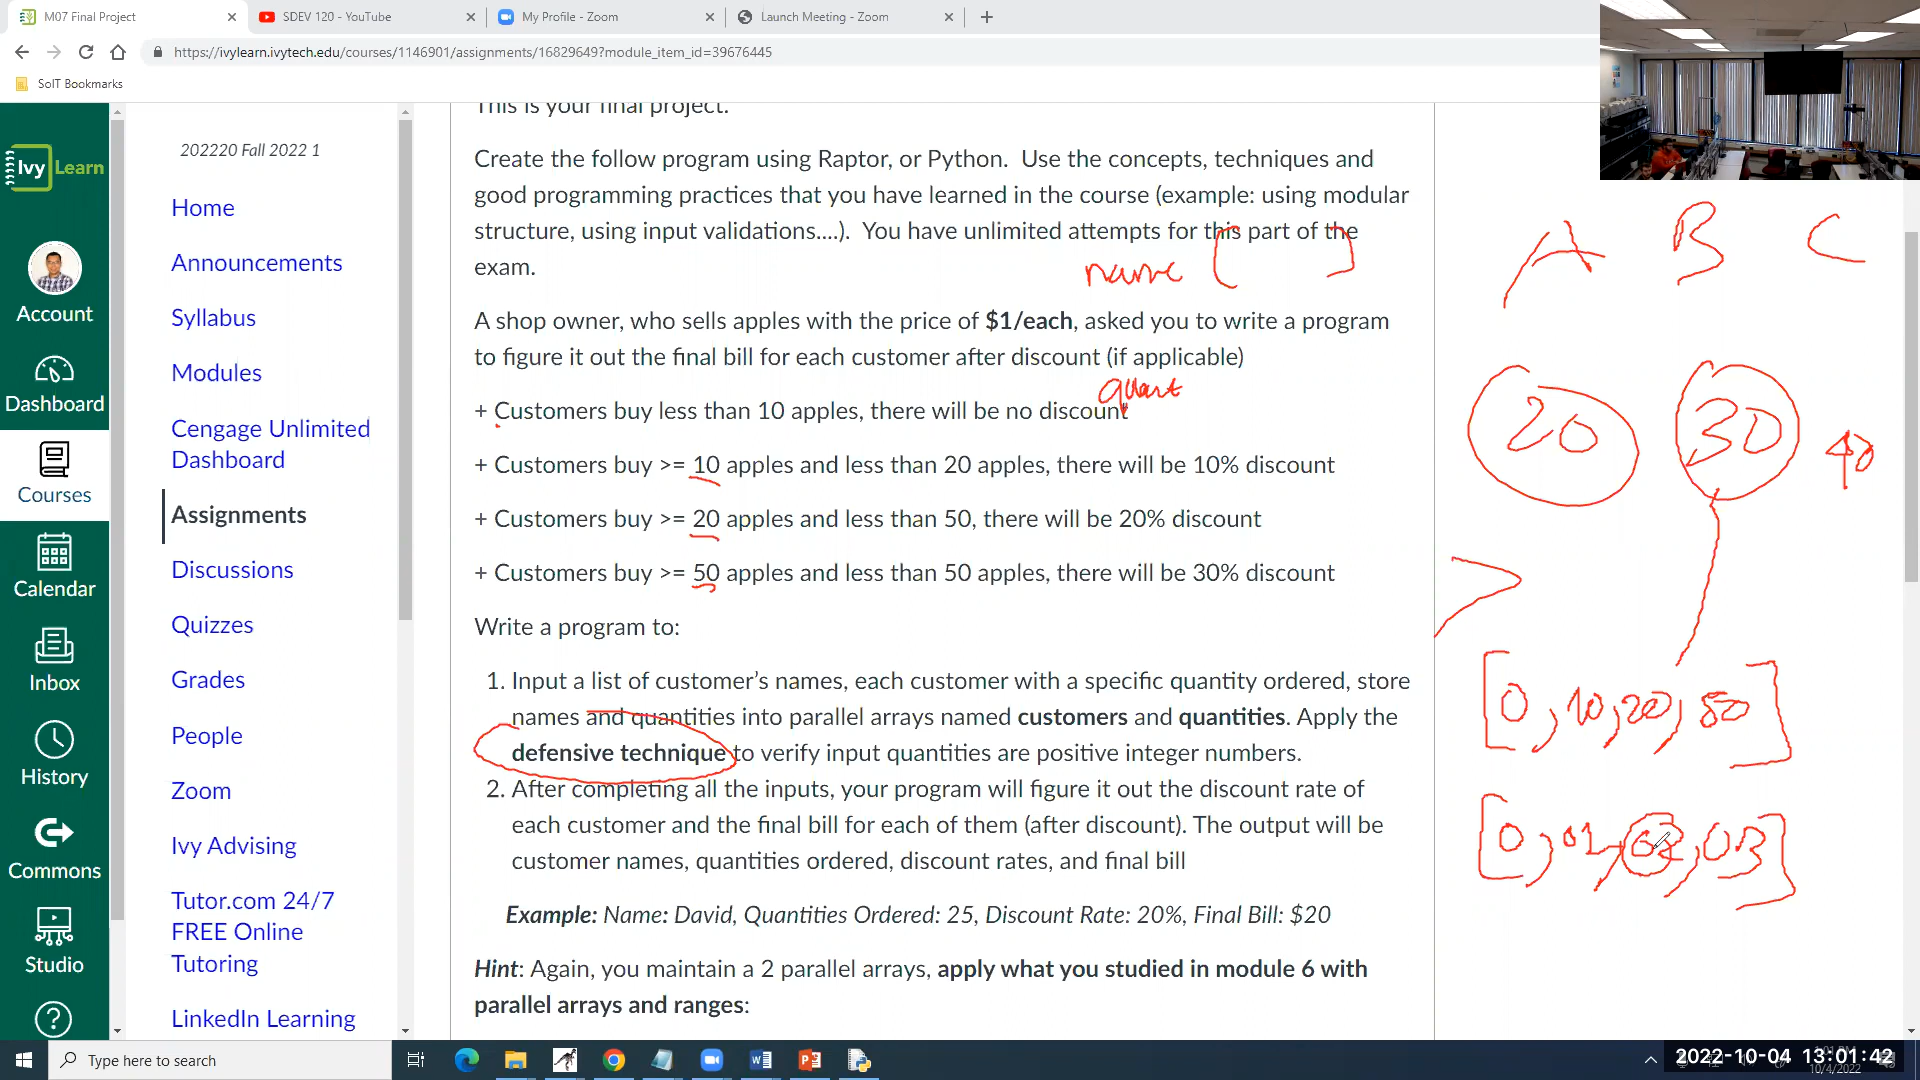 M07 Final Project
SDEV 120 - YouTube
My Profile - Zoom
Launch Meeting - Zoom
https://ivylearn.ivytech.edu/courses/1146901/assignments/16829649?module_item_id=39676445
SoIT Bookmarks
Ivy Learn
Account
Dashboard
Courses
Calendar
Inbox
History
Commons
Studio
202220 Fall 2022 1
Home
Announcements
Syllabus
Modules
Cengage Unlimited
Dashboard
Assignments
Discussions
Quizzes
Grades
People
Zoom
Ivy Advising
Tutor.com 24/7
FREE Online
Tutoring
LinkedIn Learning
This is your final project.
Create the follow program using Raptor, or Python. Use the concepts, techniques and
good programming practices that you have learned in the course (example: using modular
structure, using input validations....). You have unlimited attempts for this part of the
exam.
name [ ]
A shop owner, who sells apples with the price of $1/each, asked you to write a program
to figure it out the final bill for each customer after discount (if applicable)
quant
+ Customers buy less than 10 apples, there will be no discount
+ Customers buy >= 10 apples and less than 20 apples, there will be 10% discount
+ Customers buy >= 20 apples and less than 50, there will be 20% discount
+ Customers buy >= 50 apples and less than 50 apples, there will be 30% discount
Write a program to:
1. Input a list of customer's names, each customer with a specific quantity ordered, store
names and quantities into parallel arrays named customers and quantities. Apply the
defensive technique to verify input quantities are positive integer numbers.
2. After completing all the inputs, your program will figure it out the discount rate of
each customer and the final bill for each of them (after discount). The output will be
customer names, quantities ordered, discount rates, and final bill
Example: Name: David, Quantities Ordered: 25, Discount Rate: 20%, Final Bill: $20
Hint: Again, you maintain a 2 parallel arrays, apply what you studied in module 6 with
parallel arrays and ranges:
A B C
20 30 40
>
[0, 10, 20, 50]
Type here to search
2022-10-04 13:01:42
10/4/2022